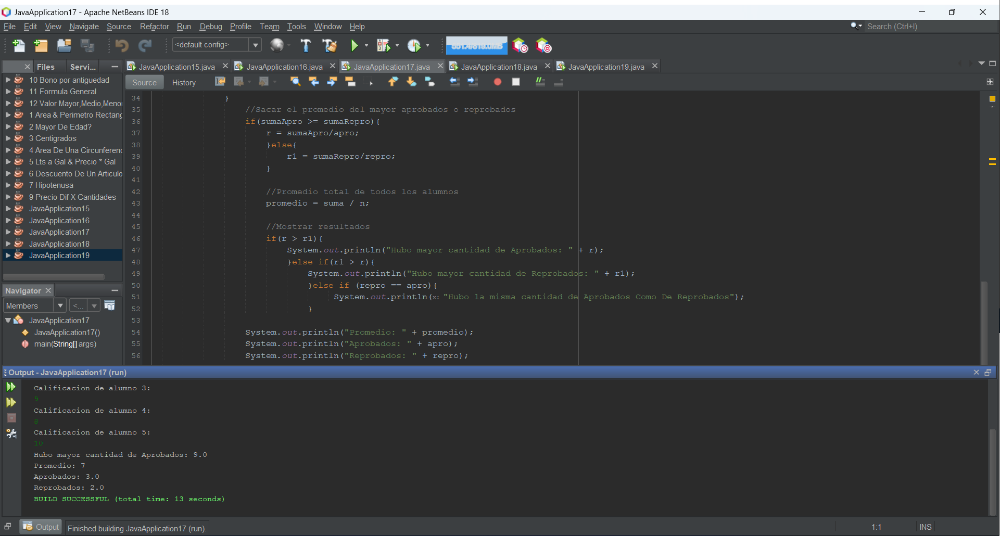 JavaApplication17 - Apache NetBeans IDE 18
File Edit View Navigate Source Refactor Run Debug Profile Team Tools Window Help
Search (Ctrl+I)
<default config>
Files Servi...
JavaApplication15.java JavaApplication16.java JavaApplication17.java JavaApplication18.java JavaApplication19.java
Source History
10 Bono por antiguedad
11 Formula General
12 Valor Mayor,Medio,Menor
1 Area & Perimetro Rectang
2 Mayor De Edad?
3 Centigrados
4 Area De Una Circunferenc
5 Lts a Gal & Precio * Gal
6 Descuento De Un Articulo
7 Hipotenusa
9 Precio Dif X Cantidades
JavaApplication15
JavaApplication16
JavaApplication17
JavaApplication18
JavaApplication19
Navigator
Members <...
JavaApplication17
JavaApplication17()
main(String[] args)
34 }
35 //Sacar el promedio del mayor aprobados o reprobados
36 if(sumaApro >= sumaRepro){
37 r = sumaApro/apro;
38 }else{
39 r1 = sumaRepro/repro;
40 }
41
42 //Promedio total de todos los alumnos
43 promedio = suma / n;
44
45 //Mostrar resultados
46 if(r > r1){
47 System.out.println("Hubo mayor cantidad de Aprobados: " + r);
48 }else if(r1 > r){
49 System.out.println("Hubo mayor cantidad de Reprobados: " + r1);
50 }else if (repro == apro){
51 System.out.println(x: "Hubo la misma cantidad de Aprobados Como De Reprobados");
52 }
53
54 System.out.println("Promedio: " + promedio);
55 System.out.println("Aprobados: " + apro);
56 System.out.println("Reprobados: " + repro);
Output - JavaApplication17 (run)
Calificacion de alumno 3:
9
Calificacion de alumno 4:
8
Calificacion de alumno 5:
10
Hubo mayor cantidad de Aprobados: 9.0
Promedio: 7
Aprobados: 3.0
Reprobados: 2.0
BUILD SUCCESSFUL (total time: 13 seconds)
Output
Finished building JavaApplication17 (run).
1:1 INS